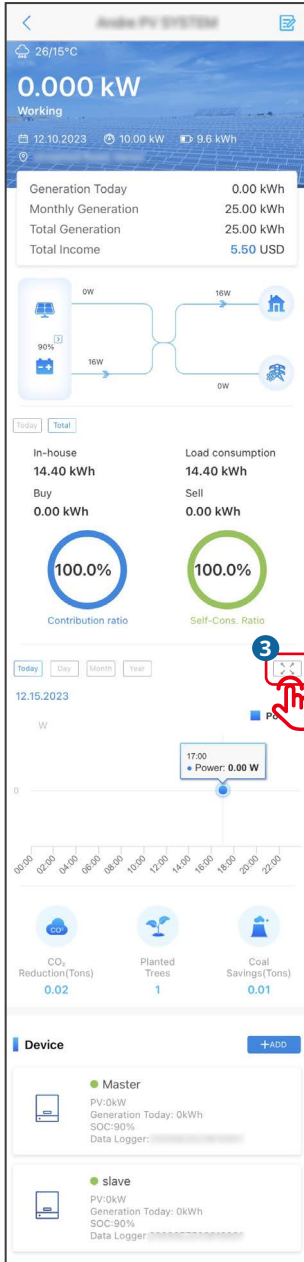 26/15°C
0.000 kW
Working
12.10.2023 10.00 kW 9.6 kWh
Generation Today 0.00 kWh
Monthly Generation 25.00 kWh
Total Generation 25.00 kWh
Total Income 5.50 USD
0W 16W
90%
16W
0W
Today Total
In-house Load consumption
14.40 kWh 14.40 kWh
Buy Sell
0.00 kWh 0.00 kWh
100.0% 100.0%
Contribution ratio Self-Cons. Ratio
3
Today Day Month Year
12.15.2023
W
17:00
Power: 0.00 W
0
00:00 02:00 04:00 06:00 08:00 10:00 12:00 14:00 16:00 18:00 20:00 22:00
CO₂
CO₂ Planted Coal
Reduction(Tons) Trees Savings(Tons)
0.02 1 0.01
Device +ADD
Master
PV:0kW
Generation Today: 0kWh
SOC:90%
Data Logger:
slave
PV:0kW
Generation Today: 0kWh
SOC:90%
Data Logger